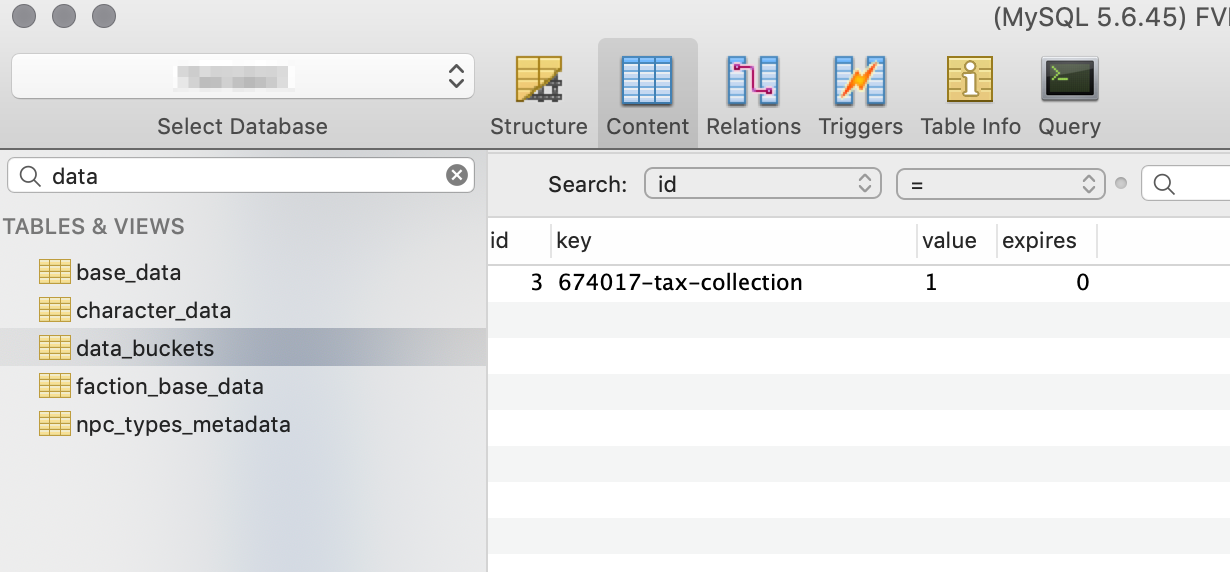 (MySQL 5.6.45) FV
Select Database
Structure
Content
Relations
Triggers
Table Info
Query
data
Search:
id
=
TABLES & VIEWS
base_data
character_data
data_buckets
faction_base_data
npc_types_metadata
id key value expires
3 674017-tax-collection 1 0